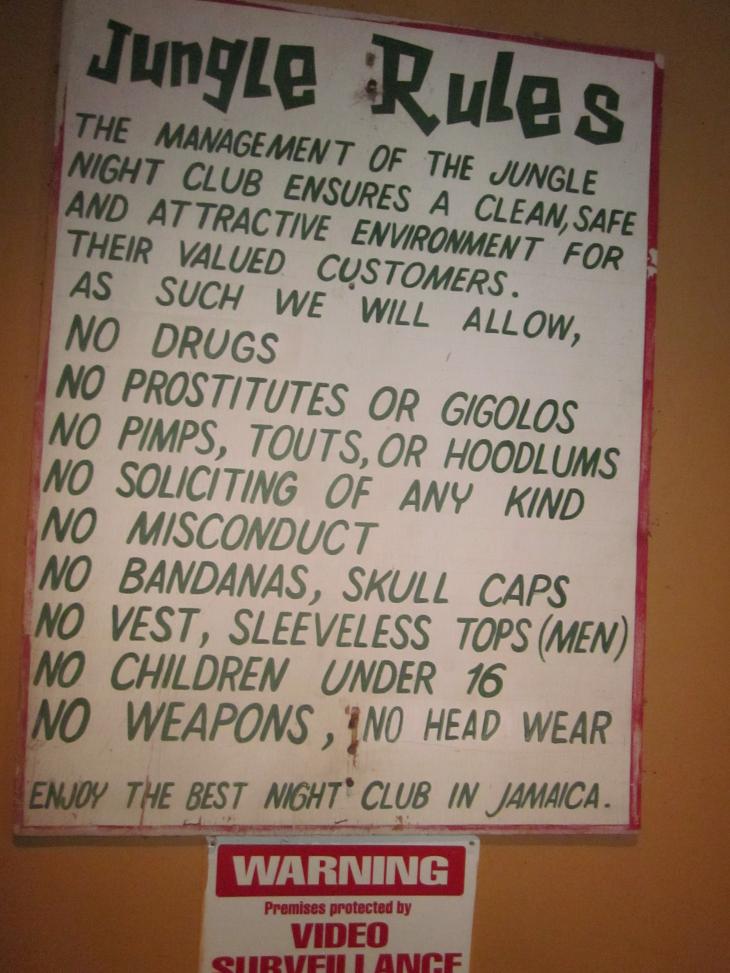 Jungle Rules
THE MANAGEMENT OF THE JUNGLE
NIGHT CLUB ENSURES A CLEAN, SAFE
AND ATTRACTIVE ENVIRONMENT FOR
THEIR VALUED CUSTOMERS.
AS SUCH WE WILL ALLOW,
NO DRUGS
NO PROSTITUTES OR GIGOLOS
NO PIMPS, TOUTS, OR HOODLUMS
NO SOLICITING OF ANY KIND
NO MISCONDUCT
NO BANDANAS, SKULL CAPS
NO VEST, SLEEVELESS TOPS (MEN)
NO CHILDREN UNDER 16
NO WEAPONS, NO HEAD WEAR
ENJOY THE BEST NIGHT CLUB IN JAMAICA.
WARNING
Premises protected by
VIDEO
SURVEILLANCE